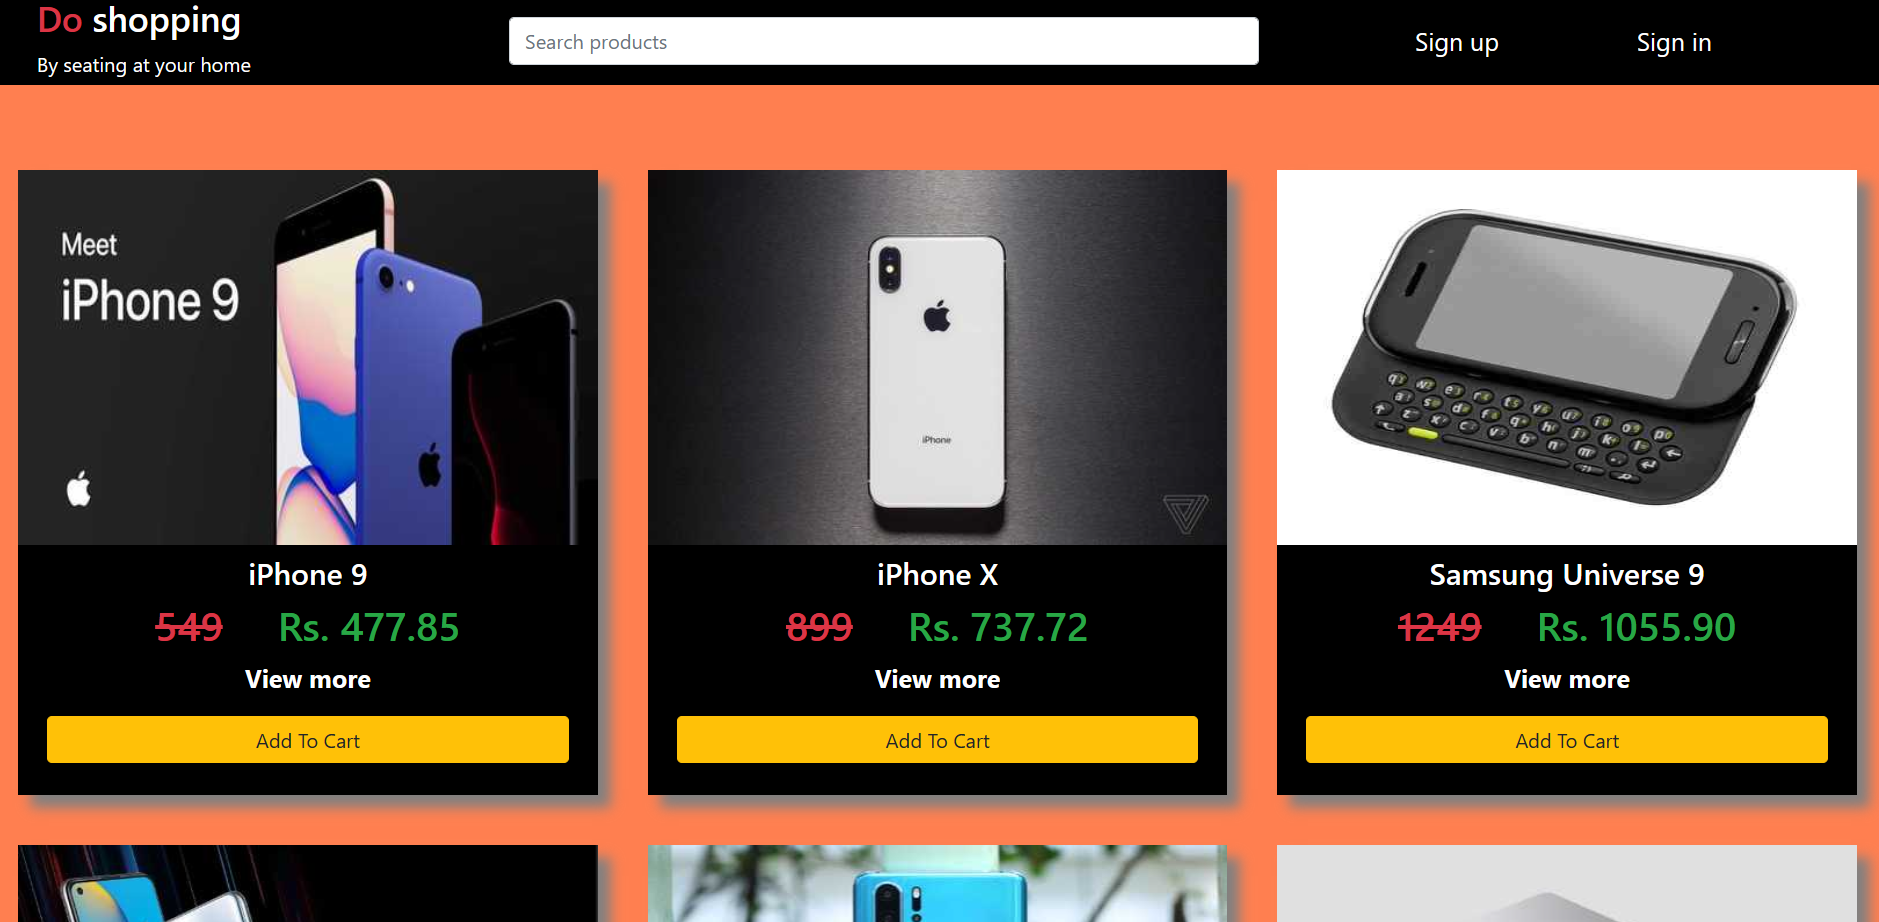 Do shopping
By seating at your home
Search products
Sign up
Sign in
Meet
iPhone 9
iPhone
iPhone 9
549 Rs. 477.85
View more
Add To Cart
iPhone X
899 Rs. 737.72
View more
Add To Cart
Samsung Universe 9
1249 Rs. 1055.90
View more
Add To Cart